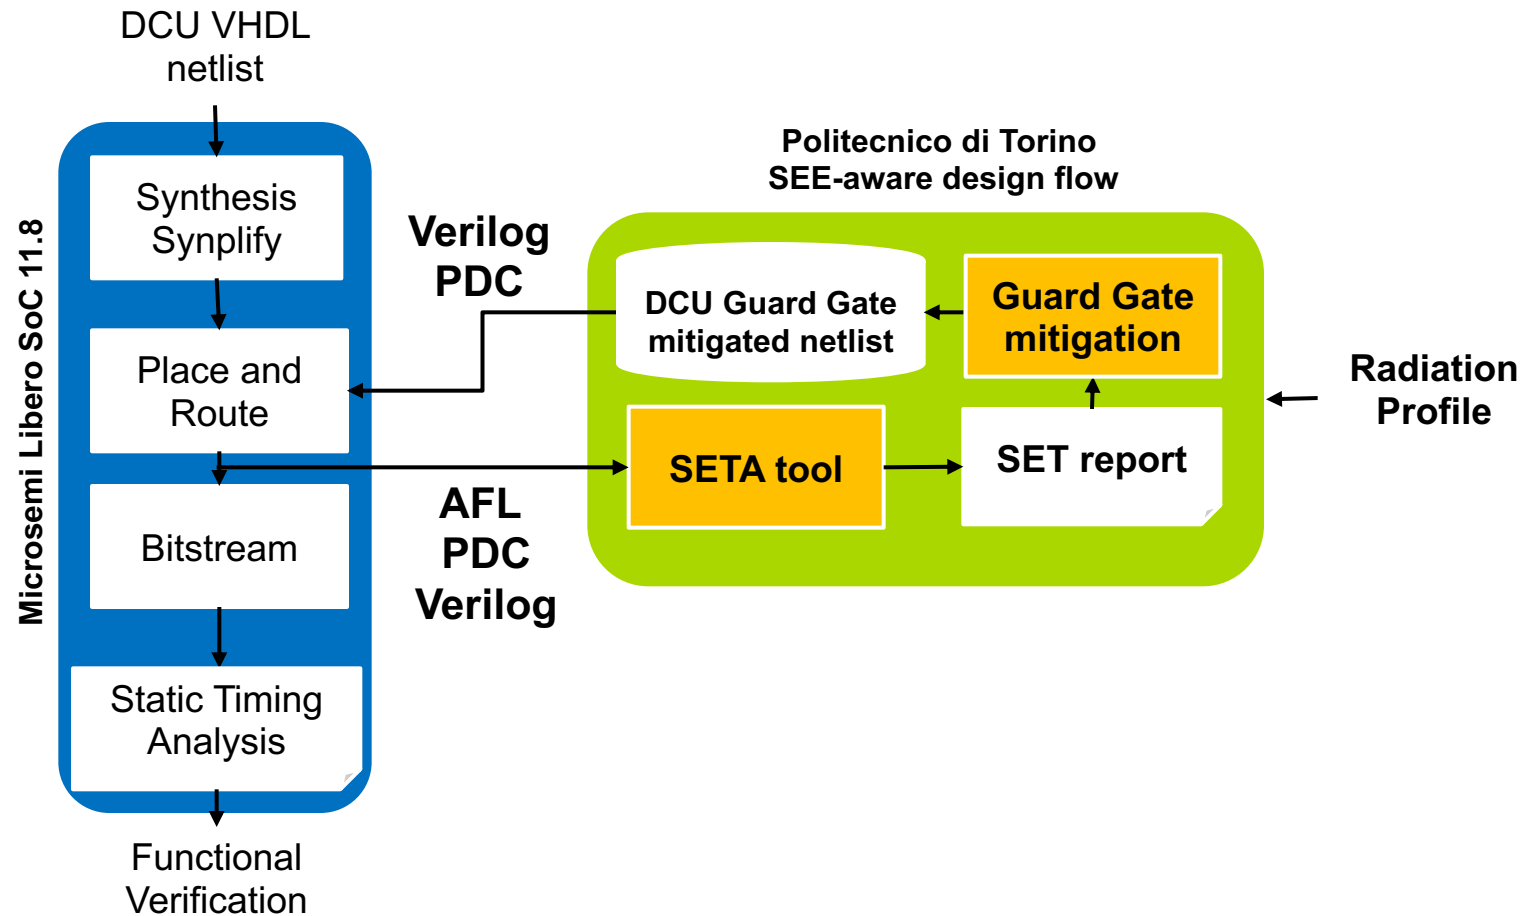 DCU VHDL
netlist
Microsemi Libero SoC 11.8
Synthesis
Synplify
Place and
Route
Bitstream
Static Timing
Analysis
Functional
Verification
Verilog
PDC
AFL
PDC
Verilog
Politecnico di Torino
SEE-aware design flow
DCU Guard Gate
mitigated netlist
Guard Gate
mitigation
SETA tool
SET report
Radiation
Profile